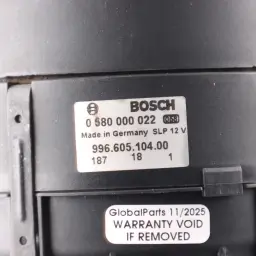 BOSCH
0 580 000 022
Made in Germany SLP 12 V
996.605.104.00
187 18 1
GlobalParts 11/2025
WARRANTY VOID
IF REMOVED